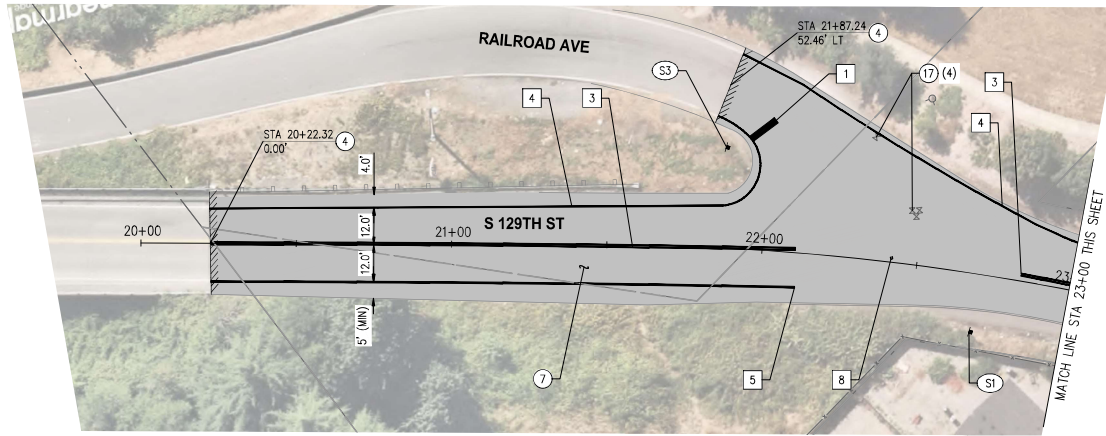 nearmap
RAILROAD AVE
STA 21+87.24 4
52.46' LT
S3
1
17 (4)
3
4
3
4
STA 20+22.32 4
0.00'
4.0'
20+00
12.0'
S 129TH ST
21+00
22+00
12.0'
23
5' (MIN)
7
5
8
S1
MATCH LINE STA 23+00 THIS SHEET